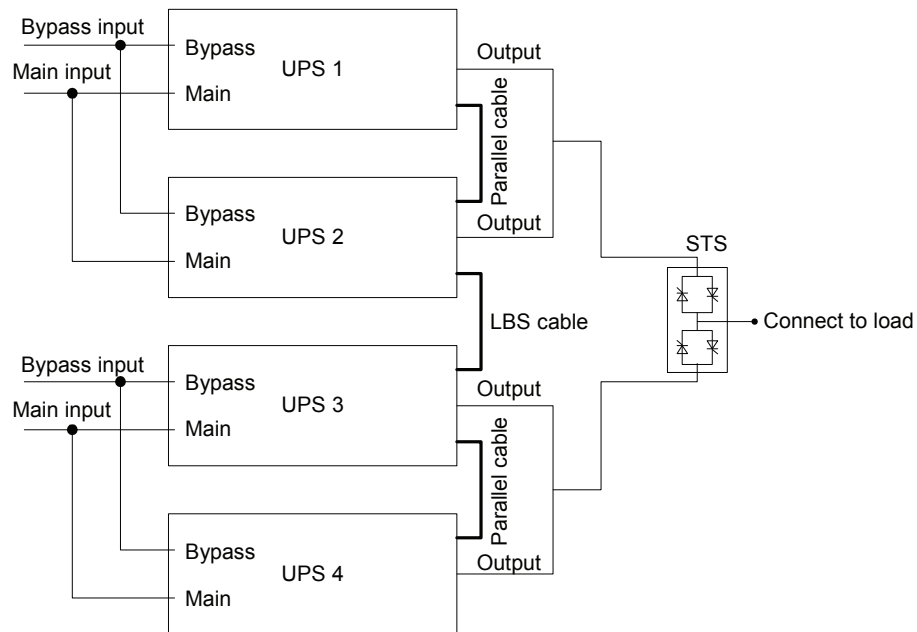 Bypass input
Bypass
UPS 1
Output
Main input
Main
Parallel cable
Bypass
UPS 2
Output
Main
STS
LBS cable
Connect to load
Bypass input
Bypass
UPS 3
Output
Main input
Main
Parallel cable
Bypass
UPS 4
Output
Main